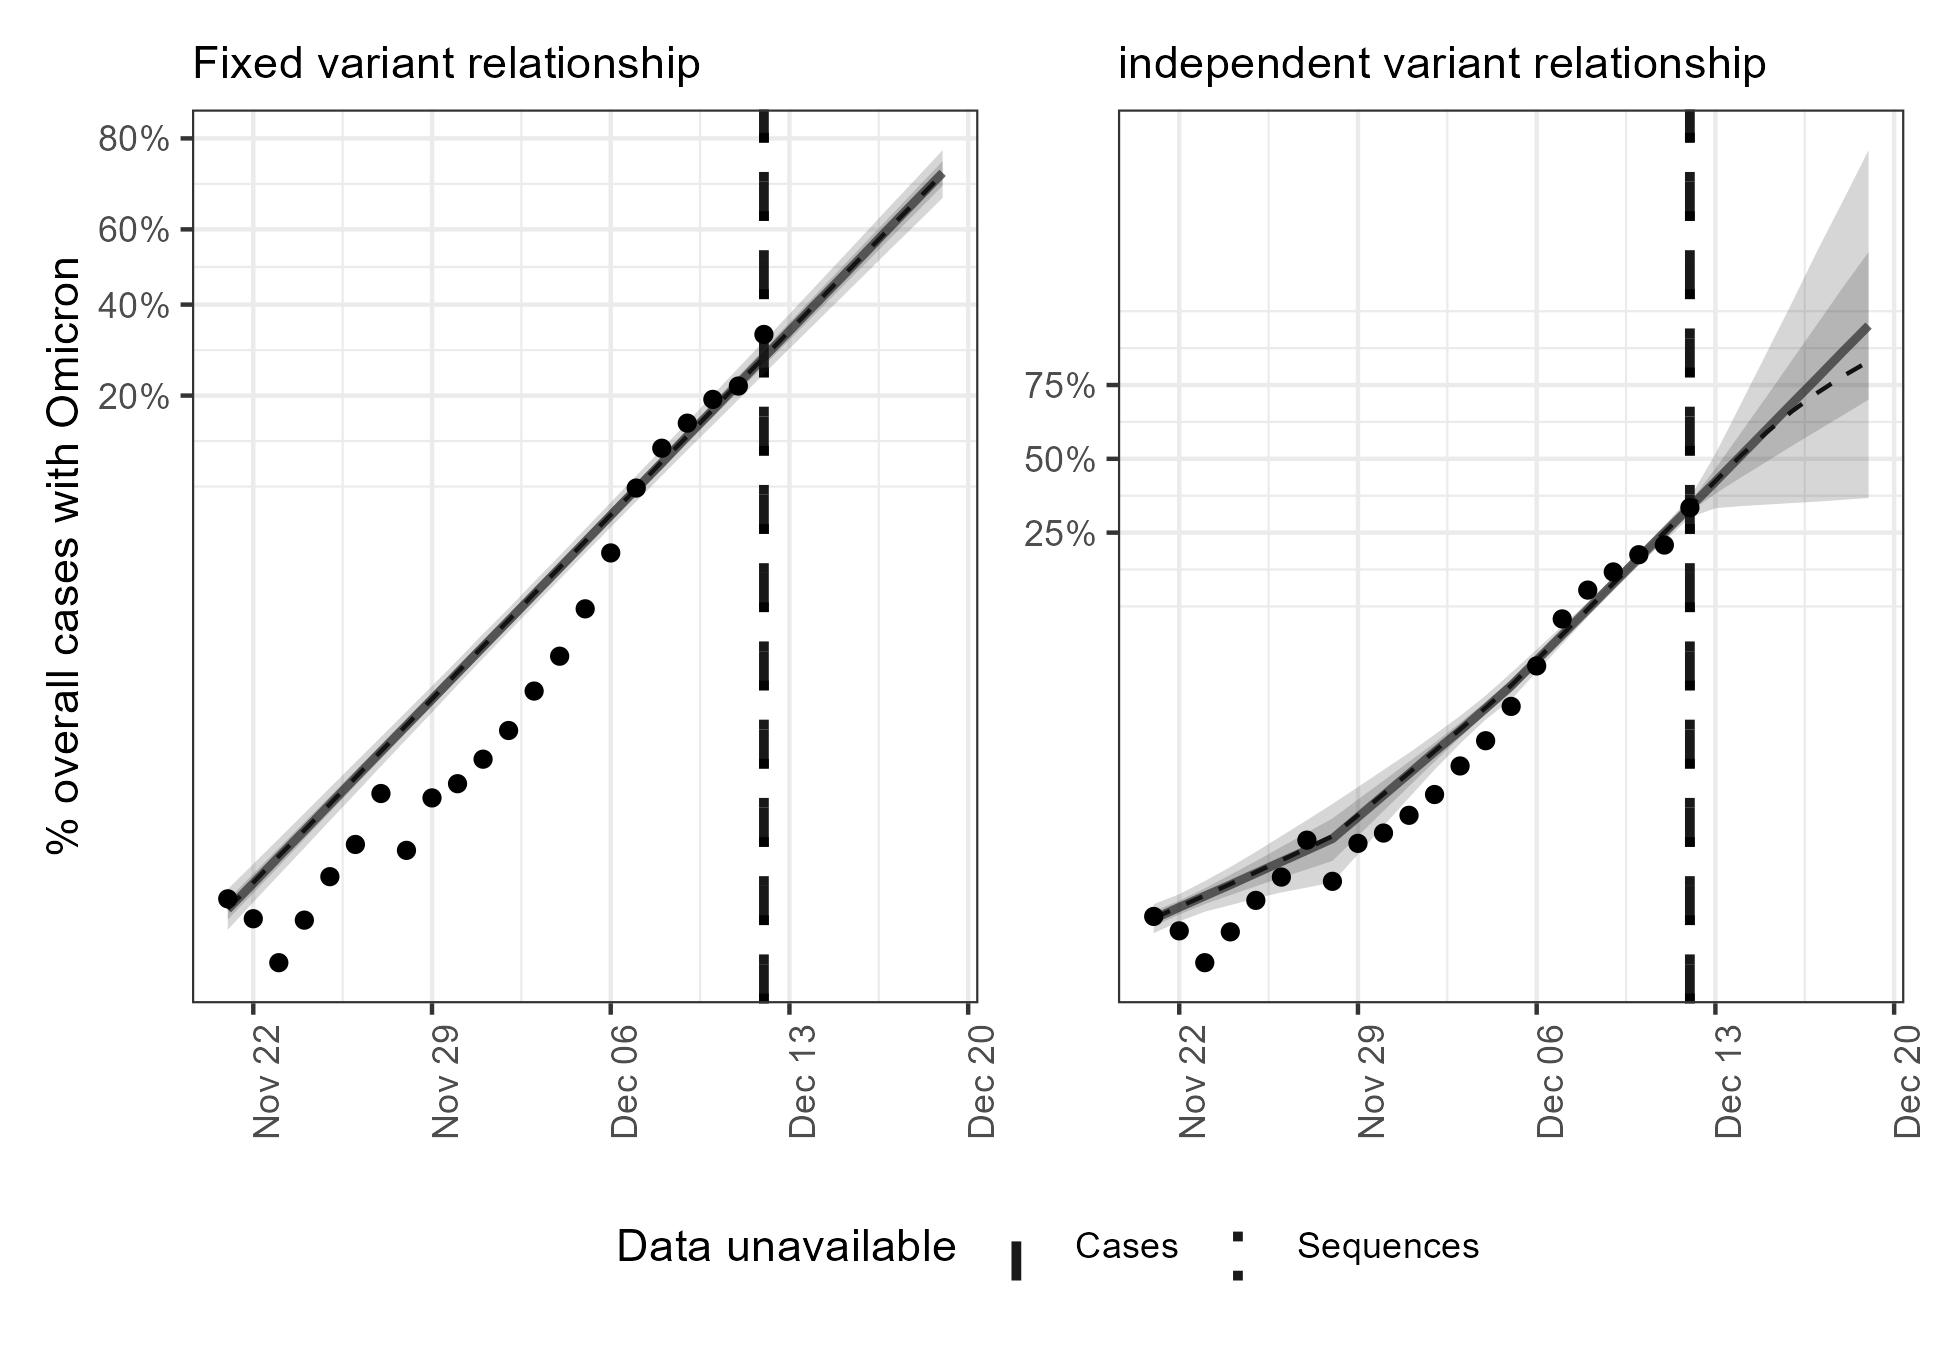 Fixed variant relationship
independent variant relationship
% overall cases with Omicron
80%
60%
40%
20%
75%
50%
25%
Nov 22
Nov 29
Dec 06
Dec 13
Dec 20
Nov 22
Nov 29
Dec 06
Dec 13
Dec 20
Data unavailable
Cases
Sequences